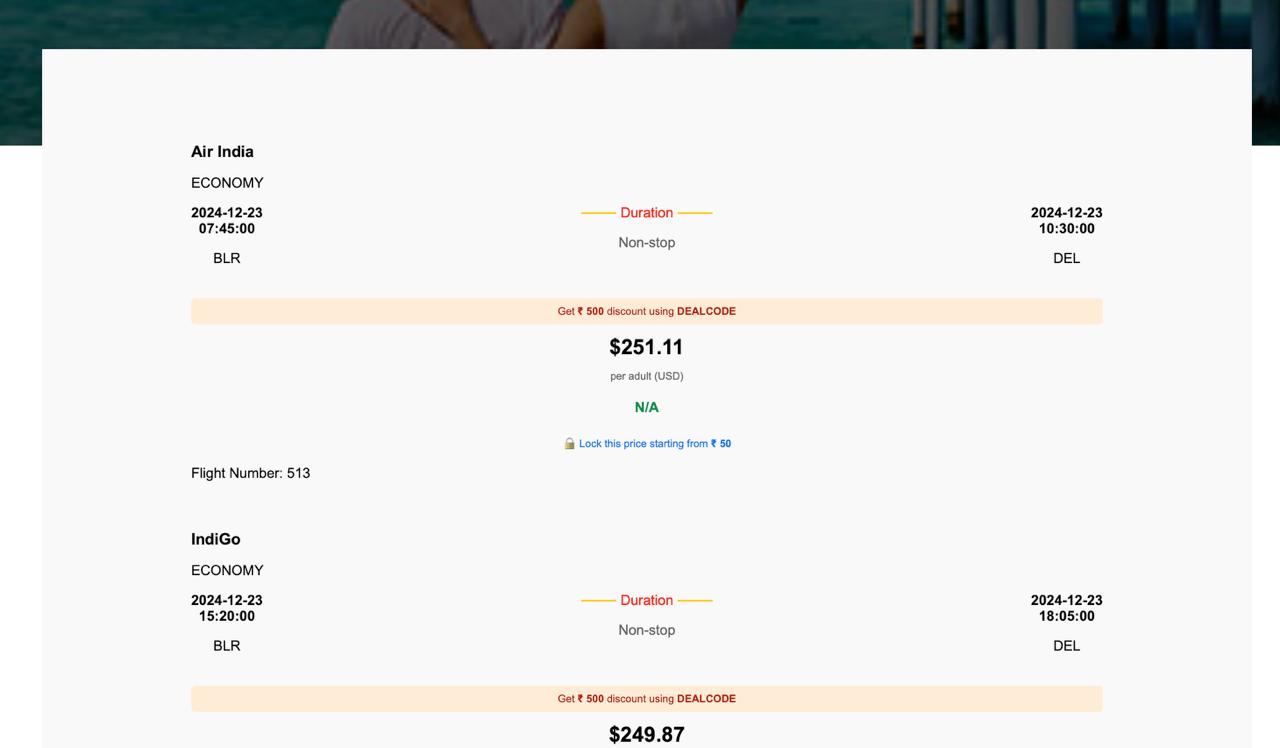 Air India
ECONOMY
2024-12-23
07:45:00
BLR
Duration
Non-stop
2024-12-23
10:30:00
DEL
Get ₹ 500 discount using DEALCODE
$251.11
per adult (USD)
N/A
🔒 Lock this price starting from ₹ 50
Flight Number: 513
IndiGo
ECONOMY
2024-12-23
15:20:00
BLR
Duration
Non-stop
2024-12-23
18:05:00
DEL
Get ₹ 500 discount using DEALCODE
$249.87